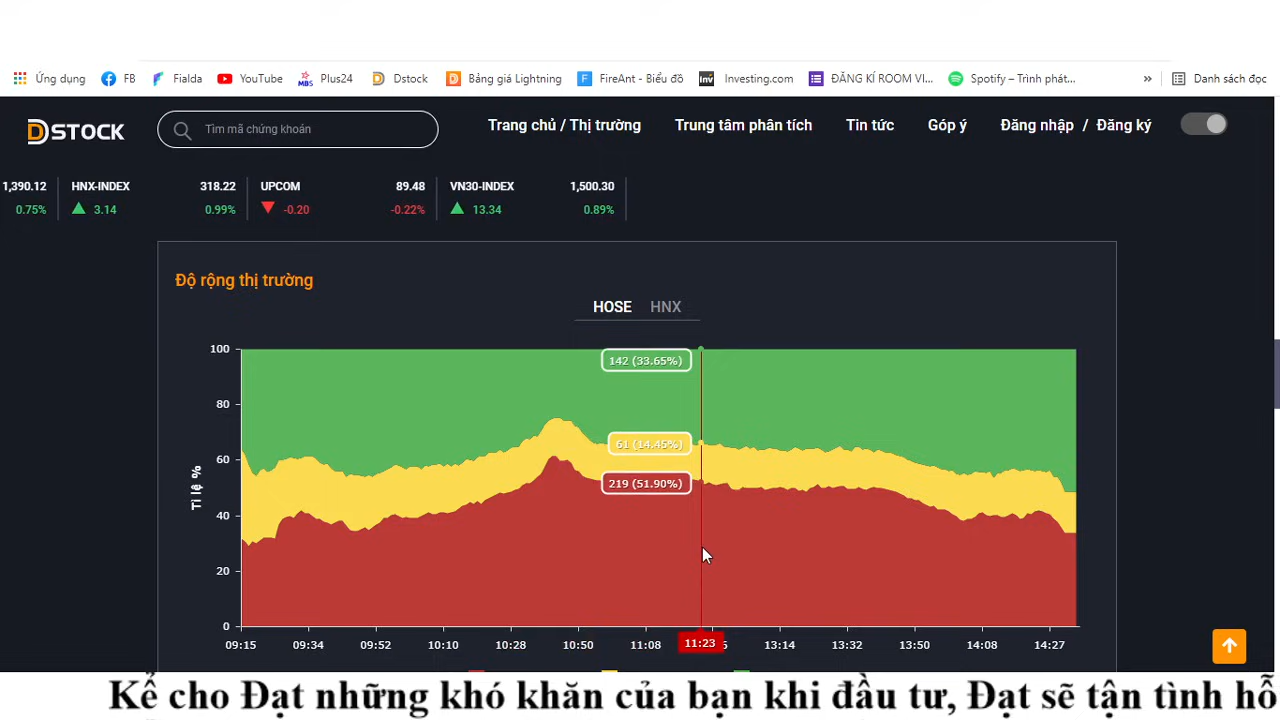 Ứng dụng FB Fialda YouTube MBS Plus24 Dstock Bảng giá Lightning F FireAnt - Biểu đồ Inv Investing.com ĐĂNG KÍ ROOM VI... Spotify – Trình phát... » Danh sách đọc
DSTOCK Tìm mã chứng khoán Trang chủ / Thị trường Trung tâm phân tích Tin tức Góp ý Đăng nhập / Đăng ký
1,390.12 HNX-INDEX 318.22 UPCOM 89.48 VN30-INDEX 1,500.30
0.75% 3.14 0.99% -0.20 -0.22% 13.34 0.89%
Độ rộng thị trường
HOSE HNX
100
142 (33.65%)
80
61 (14.45%)
60
219 (51.90%)
40
20
0
Tỉ lệ %
09:15 09:34 09:52 10:10 10:28 10:50 11:08 11:23 13:14 13:32 13:50 14:08 14:27
Kể cho Đạt những khó khăn của bạn khi đầu tư, Đạt sẽ tận tình hỗ